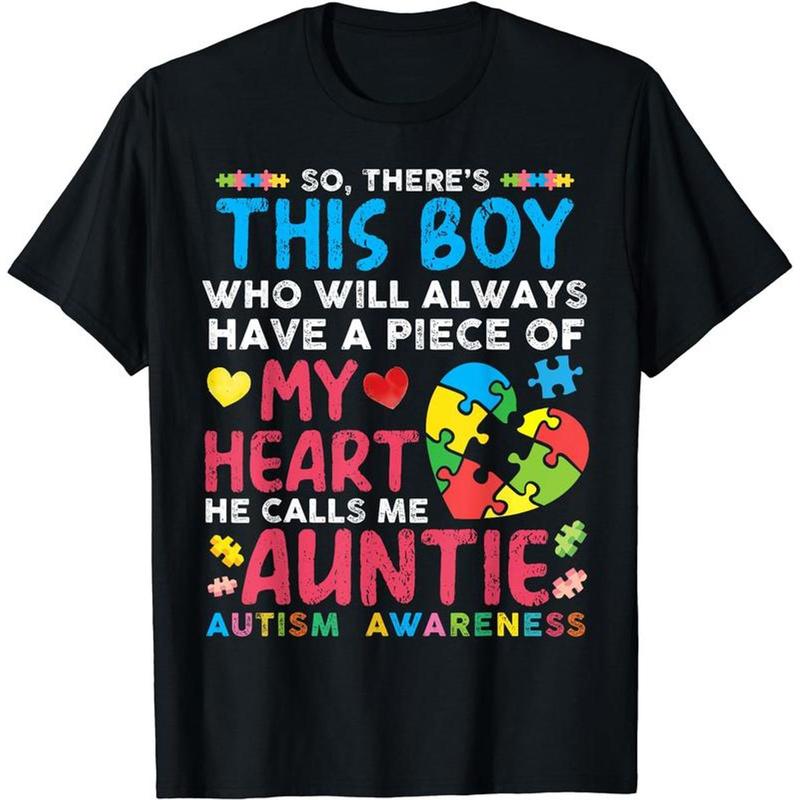 SO, THERE'S
THIS BOY
WHO WILL ALWAYS
HAVE A PIECE OF
MY
HEART
HE CALLS ME
AUNTIE
AUTISM AWARENESS